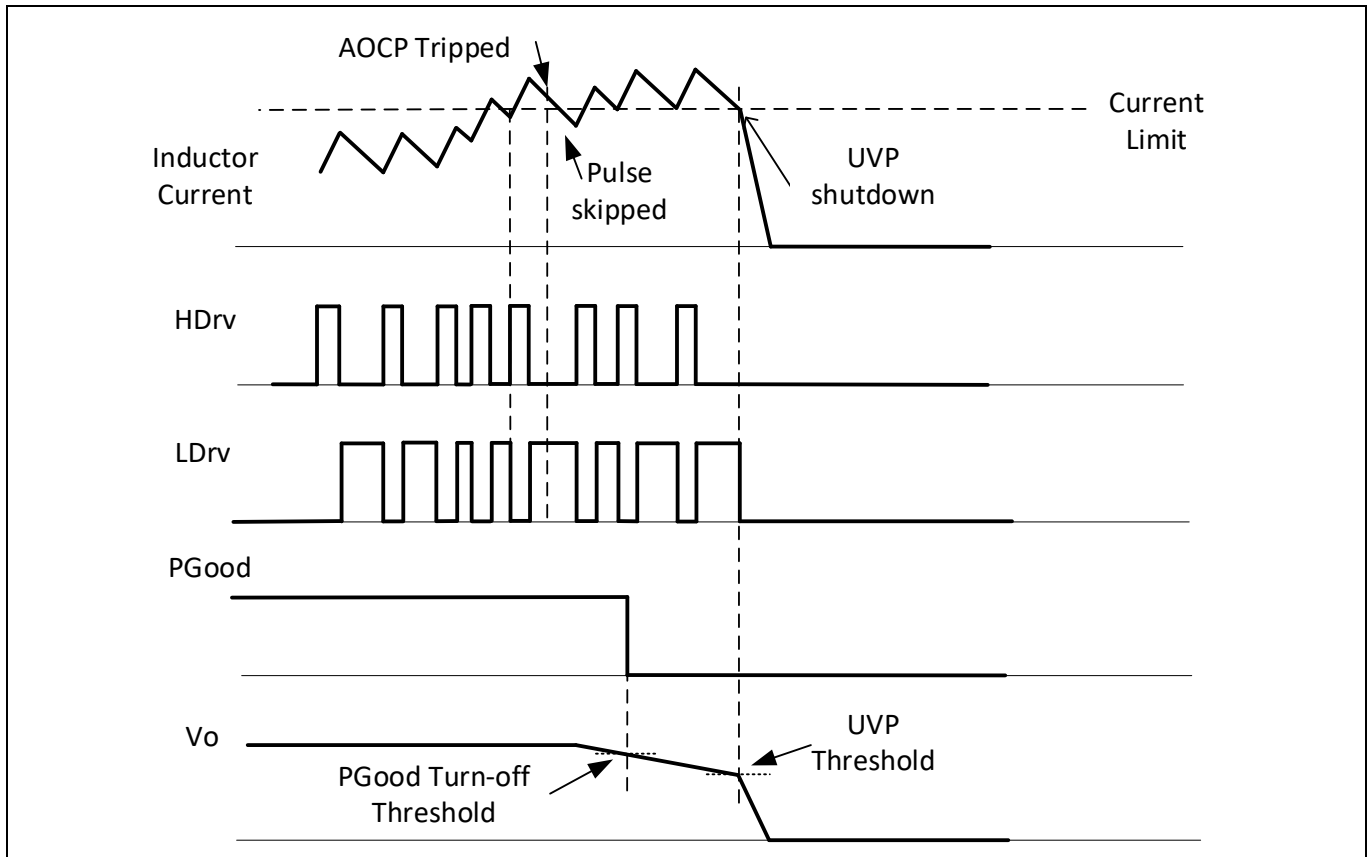 AOCP Tripped
Current
Limit
Inductor
Current
Pulse
skipped
UVP
shutdown
HDrv
LDrv
PGood
Vo
PGood Turn-off
Threshold
UVP
Threshold